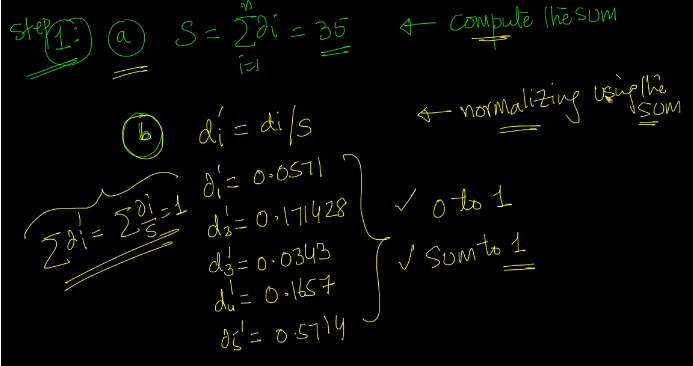 Step 1: a S = Σ(i=1 to n) di = 35 ← compute the sum
b di' = di/S ← normalizing using the sum
d1' = 0.0571
d2' = 0.171428
d3' = 0.0343
d4' = 0.1657
d5' = 0.5714
Σdi' = Σ di/S = 1
✓ 0 to 1
✓ Sum to 1